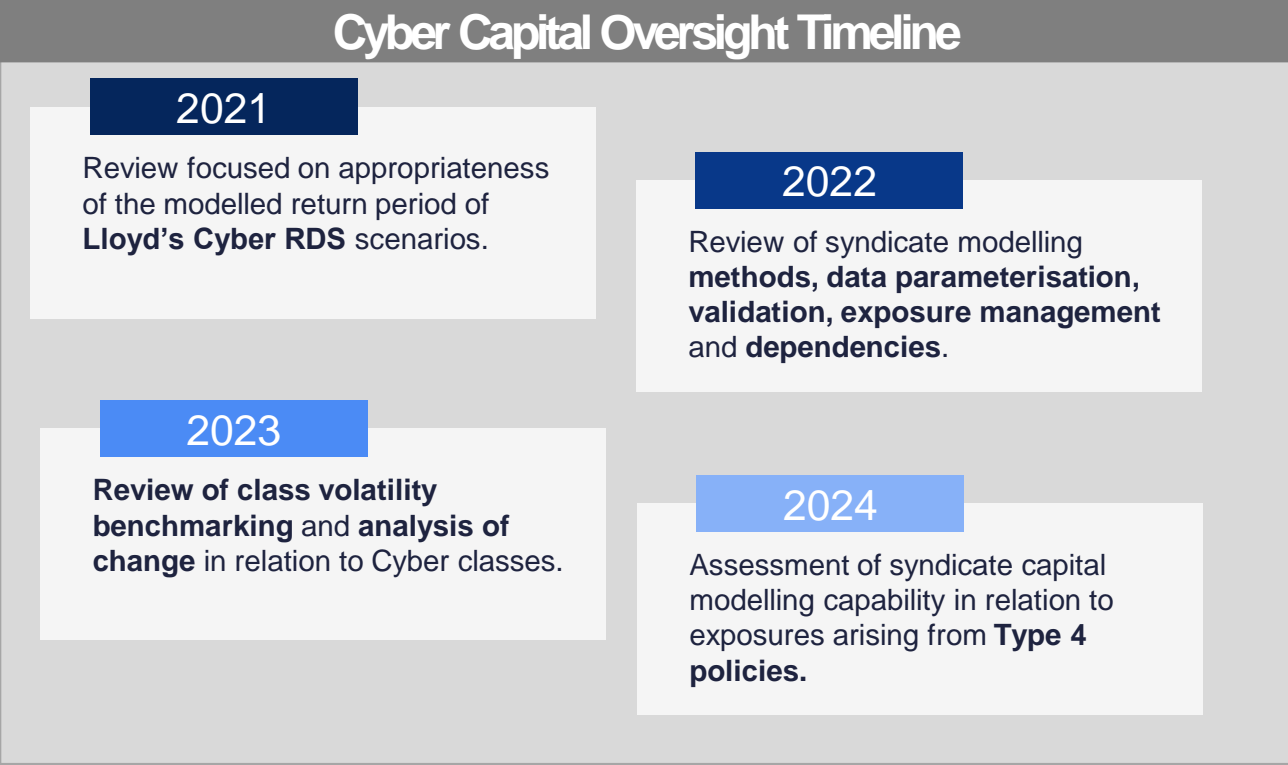 Cyber Capital Oversight Timeline
2021
Review focused on appropriateness
of the modelled return period of
Lloyd's Cyber RDS scenarios.
2022
Review of syndicate modelling
methods, data parameterisation,
validation, exposure management
and dependencies.
2023
Review of class volatility
benchmarking and analysis of
change in relation to Cyber classes.
2024
Assessment of syndicate capital
modelling capability in relation to
exposures arising from Type 4
policies.